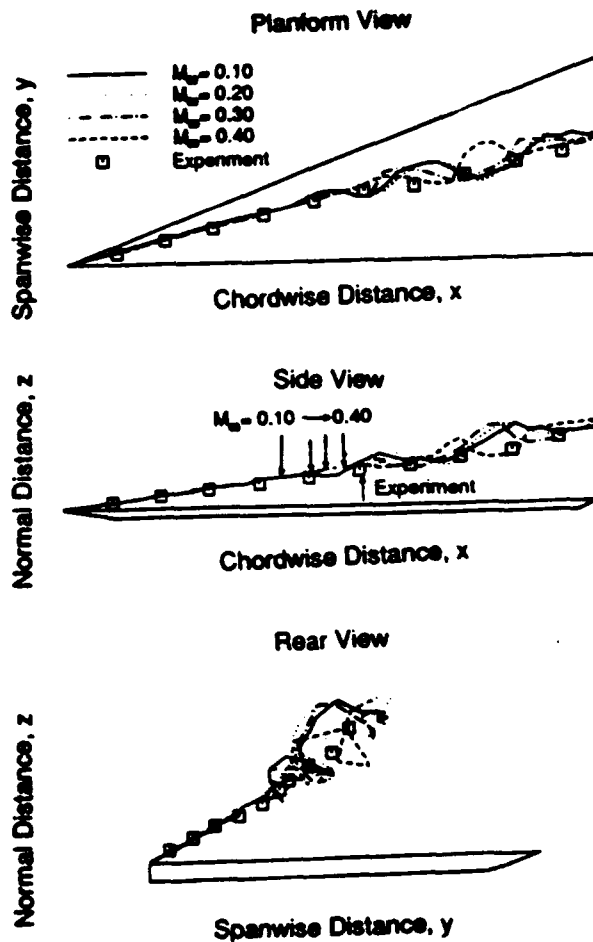 Planform View
Spanwise Distance, y
M∞= 0.10
M∞= 0.20
M∞= 0.30
M∞= 0.40
Experiment
Chordwise Distance, x
Side View
Normal Distance, z
M∞= 0.10 → 0.40
Experiment
Chordwise Distance, x
Rear View
Normal Distance, z
Spanwise Distance, y